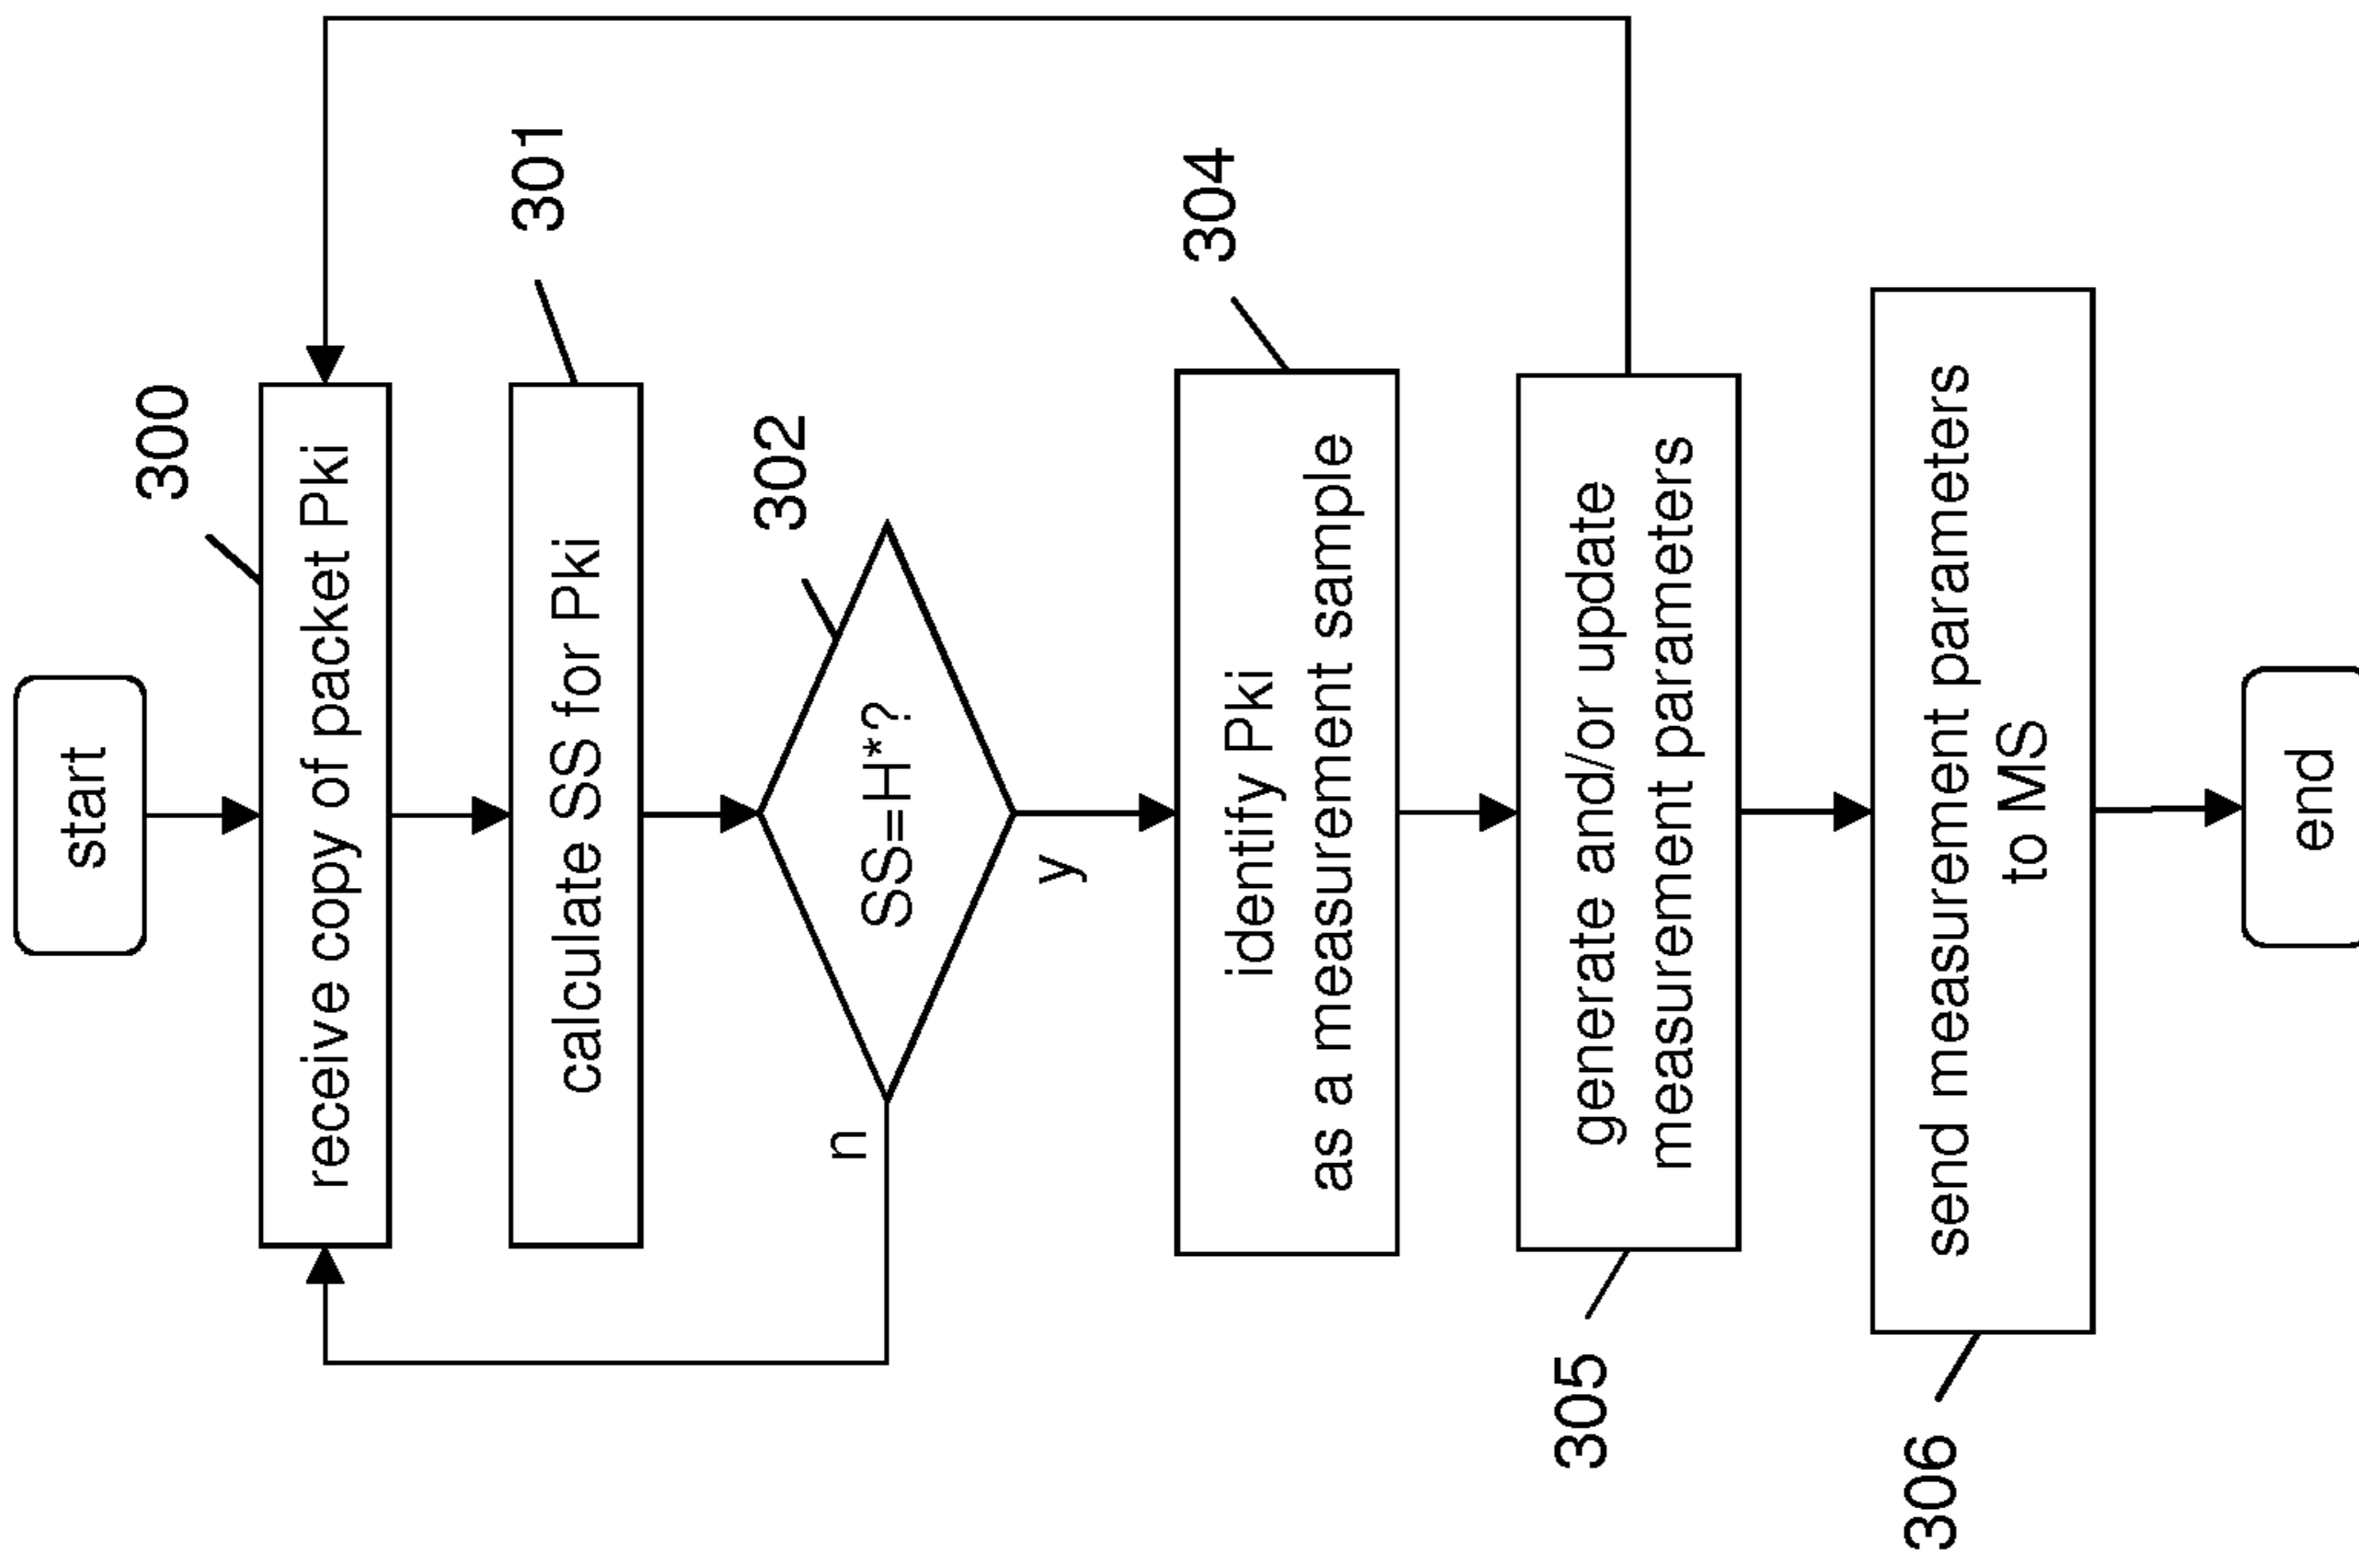 start
300
receive copy of packet Pki
301
calculate SS for Pki
302
SS=H*?
n
y
304
identify Pki
as a measurement sample
305
generate and/or update
measurement parameters
306
send measurement parameters
to MS
end